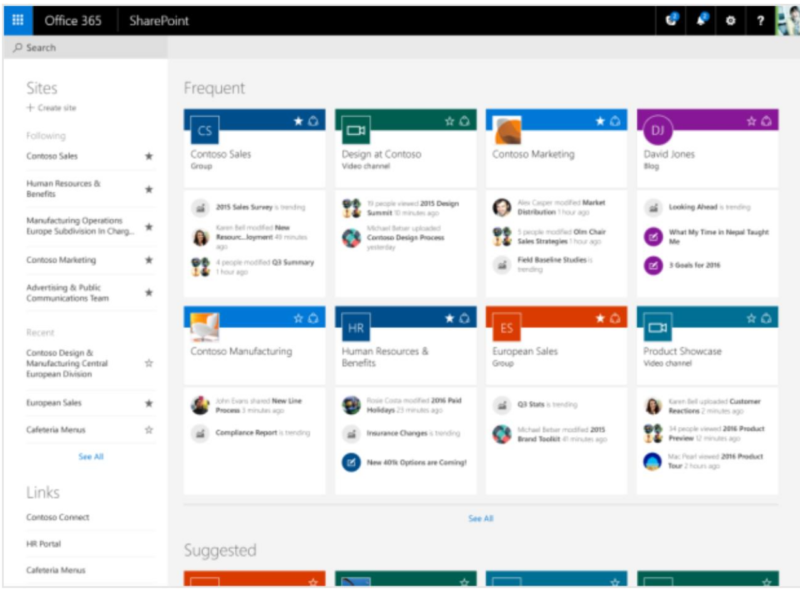 Office 365
SharePoint
?
Search
Sites
+ Create site
Following
Contoso Sales
Human Resources &
Benefits
Manufacturing Operations
Europe Subdivision In Charg...
Contoso Marketing
Advertising & Public
Communications Team
Recent
Contoso Design &
Manufacturing Central
European Division
European Sales
Cafeteria Menus
See All
Links
Contoso Connect
HR Portal
Cafeteria Menus
Frequent
CS
Contoso Sales
Group
2015 Sales Survey is trending
Karen Bell modified New
Resourc...loyment 49 minutes
ago
4 people modified Q3 Summary
1 hour ago
Design at Contoso
Video channel
19 people viewed 2015 Design
Summit 10 minutes ago
Michael Belser uploaded
Contoso Design Process
yesterday
Contoso Marketing
Alex Casper modified Market
Distribution 1 hour ago
5 people modified Olm Chair
Sales Strategies 1 hour ago
Field Baseline Studies is
trending
DJ
David Jones
Blog
Looking Ahead is trending
What My Time in Nepal Taught
Me
3 Goals for 2016
Contoso Manufacturing
John Evans shared New Line
Process 3 minutes ago
Compliance Report is trending
HR
Human Resources &
Benefits
Rosie Costa modified 2016 Paid
Holidays 23 minutes ago
Insurance Changes is trending
New 401k Options are Coming!
ES
European Sales
Group
Q3 Stats is trending
Michael Belser modified 2015
Brand Toolkit 41 minutes ago
Product Showcase
Video channel
Karen Bell uploaded Customer
Reactions 2 minutes ago
34 people viewed 2016 Product
Preview 12 minutes ago
Mac Pearl viewed 2016 Product
Tour 2 hours ago
See All
Suggested